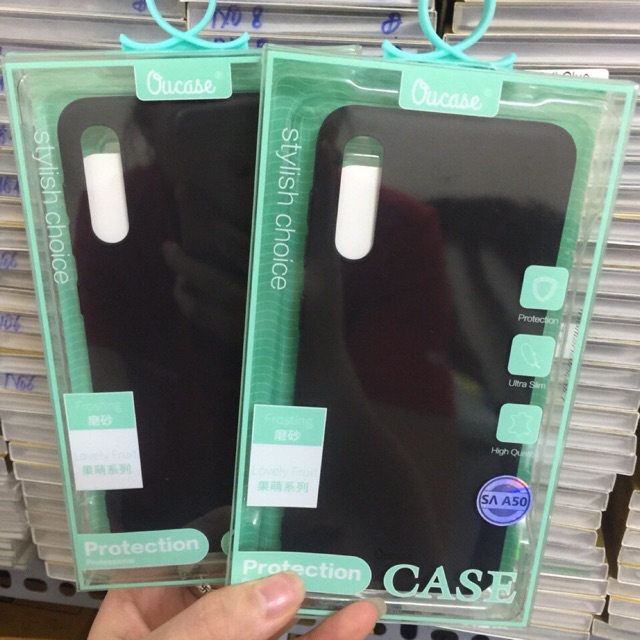 Oucase
stylish choice
Frosting
磨砂
Lovely Fruit
果萌系列
Protection
Professional
Oucase
stylish choice
Protection
Ultra Slim
High Quality
Frosting
磨砂
Lovely Fruit
果萌系列
SA A50
Protection
CASE